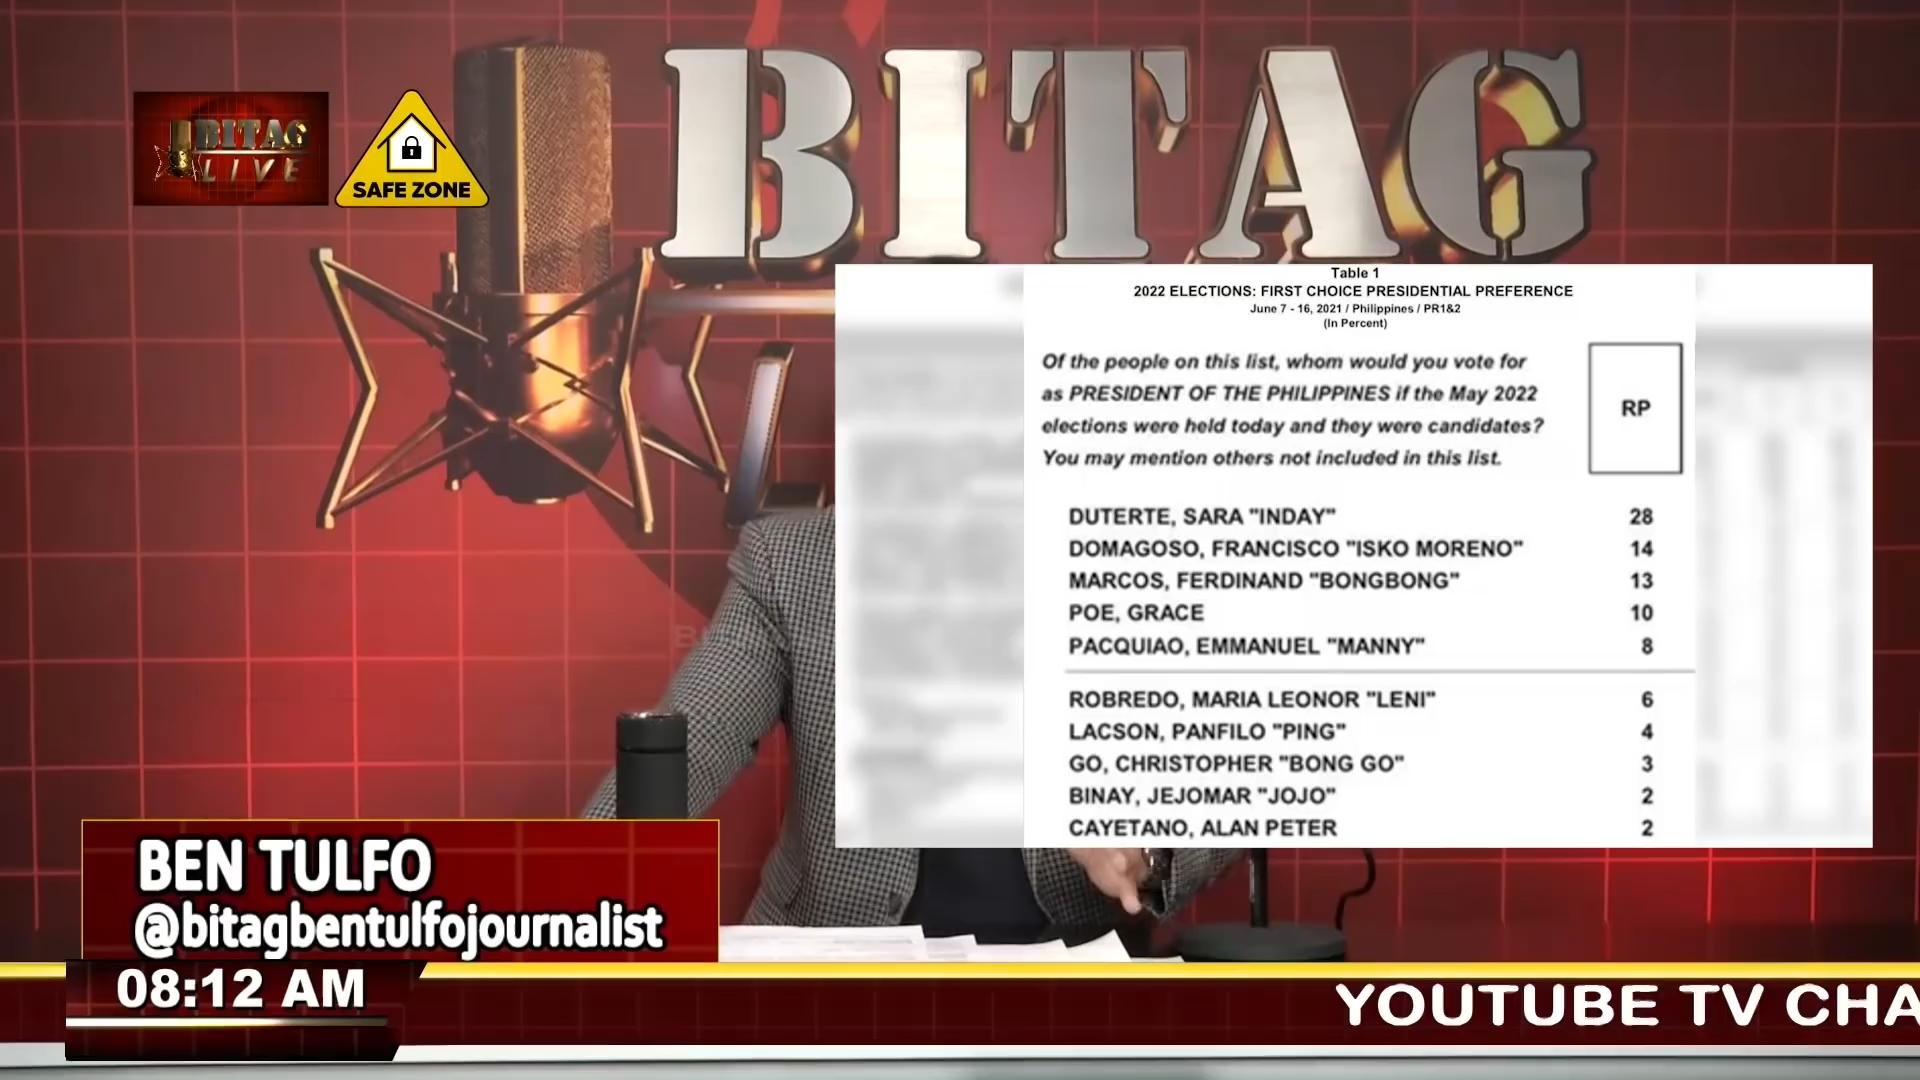 BITAG
BITAG
LIVE
SAFE ZONE
Table 1
2022 ELECTIONS: FIRST CHOICE PRESIDENTIAL PREFERENCE
June 7 - 16, 2021 / Philippines / PR1&2
(In Percent)
Of the people on this list, whom would you vote for
as PRESIDENT OF THE PHILIPPINES if the May 2022
elections were held today and they were candidates?
You may mention others not included in this list.
RP
DUTERTE, SARA "INDAY" 28
DOMAGOSO, FRANCISCO "ISKO MORENO" 14
MARCOS, FERDINAND "BONGBONG" 13
POE, GRACE 10
PACQUIAO, EMMANUEL "MANNY" 8
ROBREDO, MARIA LEONOR "LENI" 6
LACSON, PANFILO "PING" 4
GO, CHRISTOPHER "BONG GO" 3
BINAY, JEJOMAR "JOJO" 2
CAYETANO, ALAN PETER 2
BEN TULFO
@bitagbentulfojournalist
08:12 AM
YOUTUBE TV CHA